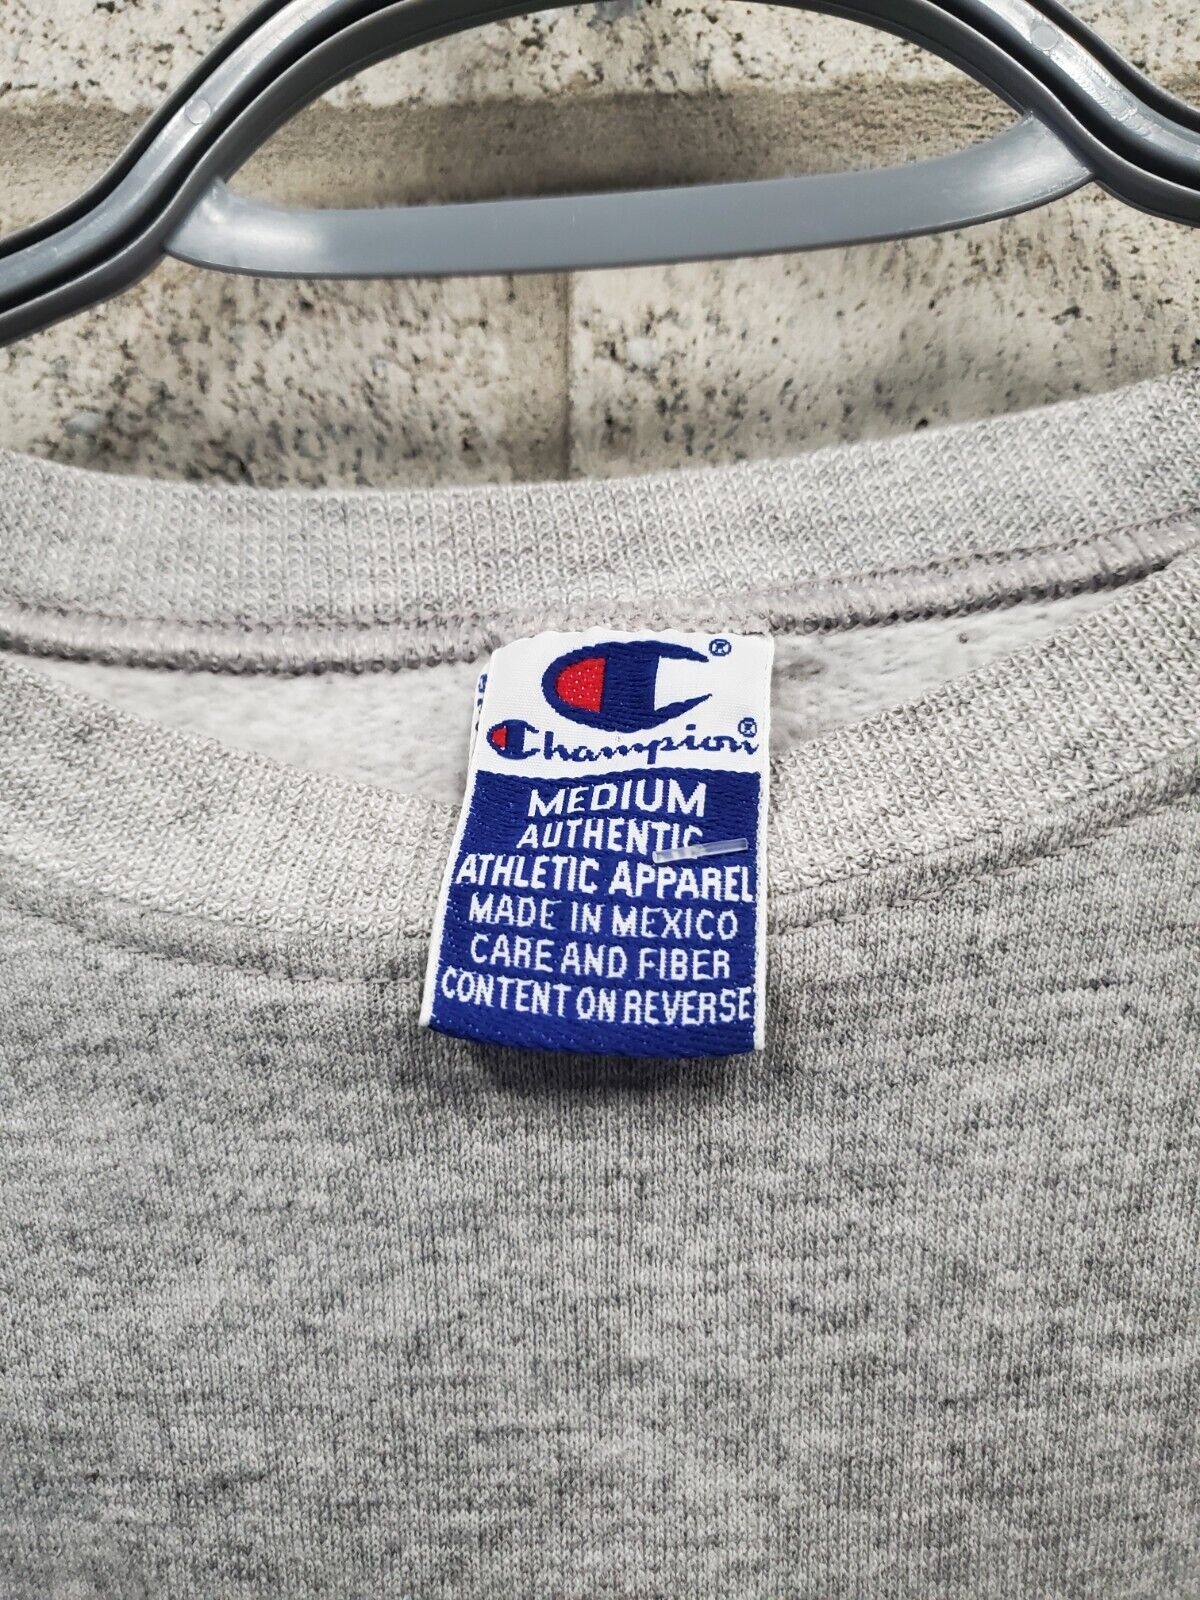 ®
Champion®
MEDIUM
AUTHENTIC
ATHLETIC APPAREL
MADE IN MEXICO
CARE AND FIBER
CONTENT ON REVERSE